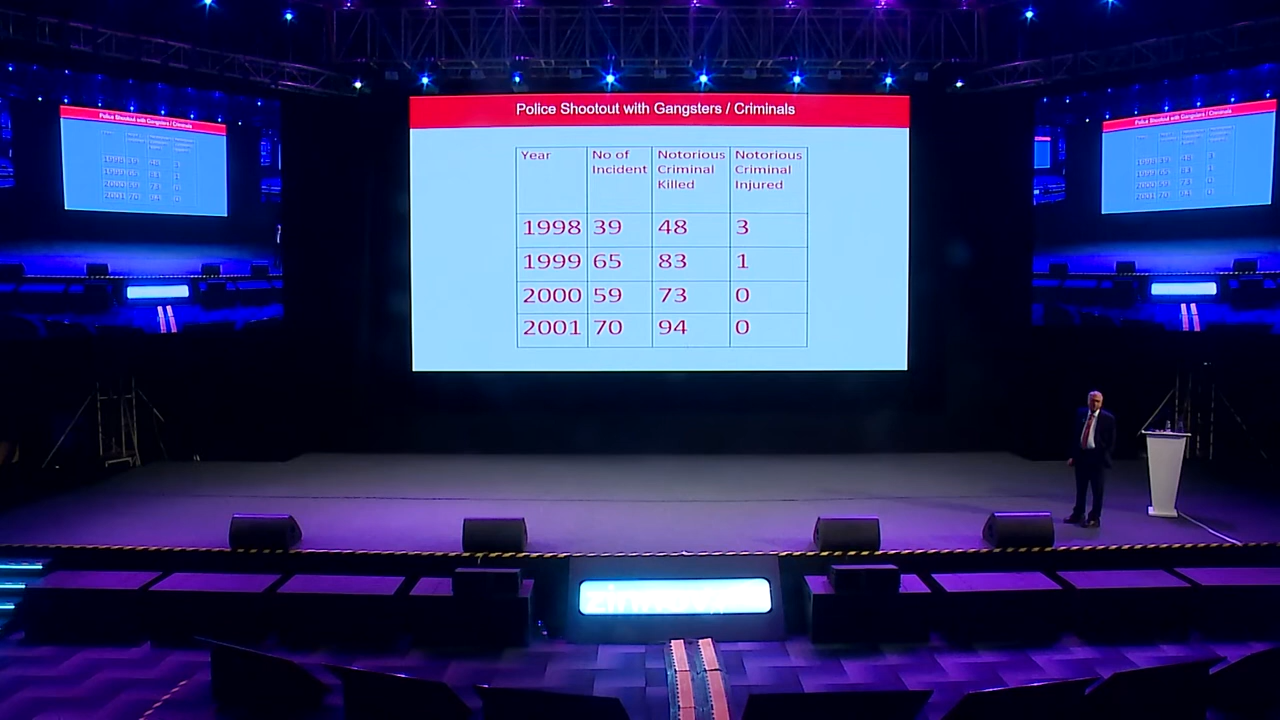 Police Shootout with Gangsters / Criminals
Year No of Incident Notorious Criminal Killed Notorious Criminal Injured
1998 39 48 3
1999 65 83 1
2000 59 73 0
2001 70 94 0